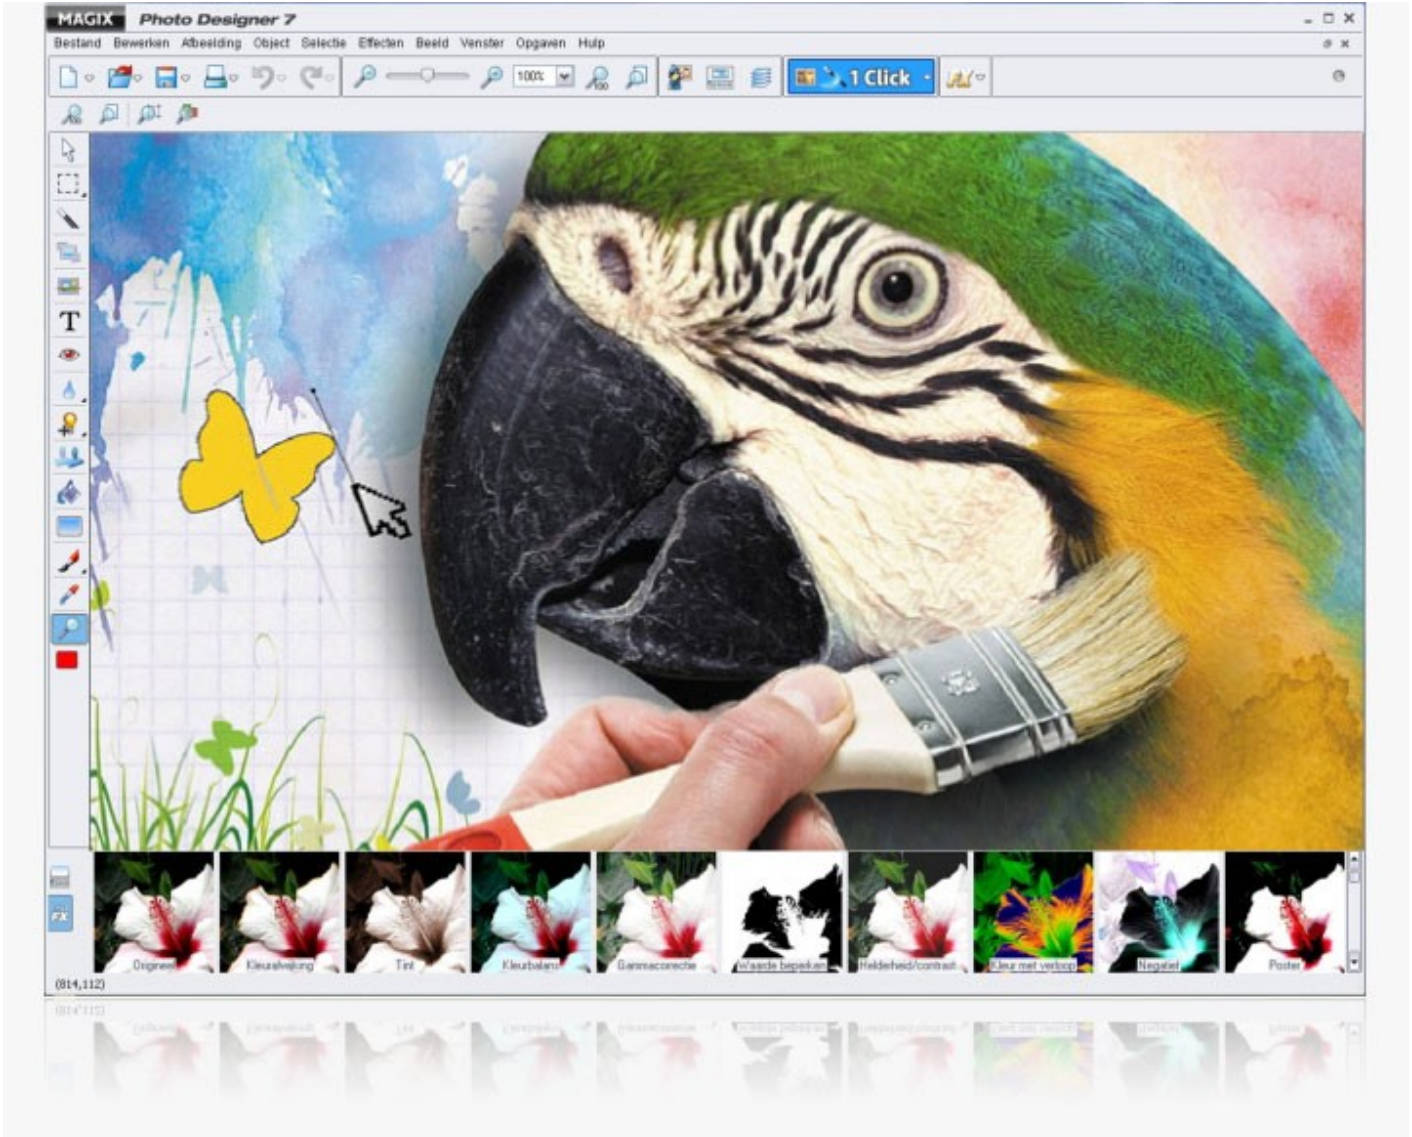 MAGIX Photo Designer 7
Bestand Bewerken Afbeelding Object Selectie Effecten Beeld Venster Opgaven Hulp
100% 1 Click
T
FX
Origineel Kleurafwijking Tint Kleurbalans Gammacorrectie Waarde beperken Helderheid/contrast Kleur met verloop Negatief Poster
(814,112)